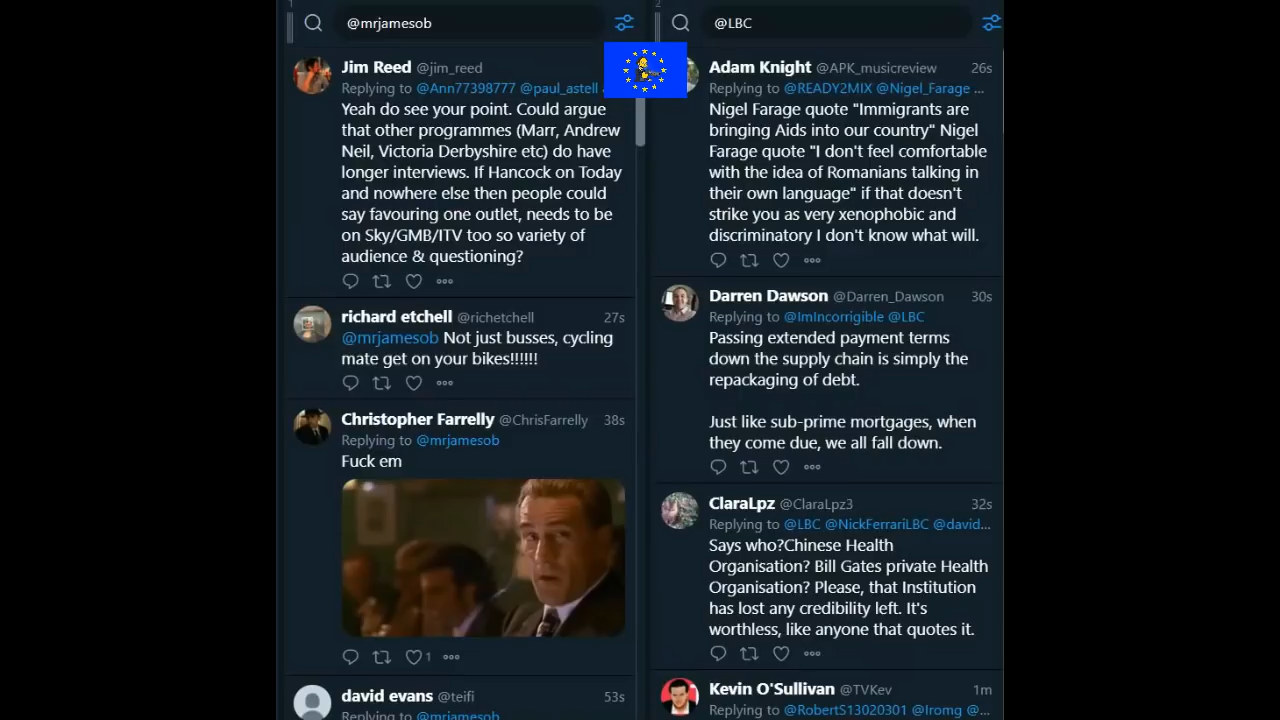 1
@mrjamesob
Jim Reed @jim_reed
Replying to @Ann77398777 @paul_astell
Yeah do see your point. Could argue
that other programmes (Marr, Andrew
Neil, Victoria Derbyshire etc) do have
longer interviews. If Hancock on Today
and nowhere else then people could
say favouring one outlet, needs to be
on Sky/GMB/ITV too so variety of
audience & questioning?
richard etchell @richetchell 27s
@mrjamesob Not just busses, cycling
mate get on your bikes!!!!!!
Christopher Farrelly @ChrisFarrelly 38s
Replying to @mrjamesob
Fuck em
1
david evans @teifi 53s
Replying to @mrjamesob
2
@LBC
Adam Knight @APK_musicreview 26s
Replying to @READY2MIX @Nigel_Farage ...
Nigel Farage quote "Immigrants are
bringing Aids into our country" Nigel
Farage quote "I don't feel comfortable
with the idea of Romanians talking in
their own language" if that doesn't
strike you as very xenophobic and
discriminatory I don't know what will.
Darren Dawson @Darren_Dawson 30s
Replying to @ImIncorrigible @LBC
Passing extended payment terms
down the supply chain is simply the
repackaging of debt.
Just like sub-prime mortgages, when
they come due, we all fall down.
ClaraLpz @ClaraLpz3 32s
Replying to @LBC @NickFerrariLBC @david...
Says who?Chinese Health
Organisation? Bill Gates private Health
Organisation? Please, that Institution
has lost any credibility left. It's
worthless, like anyone that quotes it.
Kevin O'Sullivan @TVKev 1m
Replying to @RobertS13020301 @Iromg @...